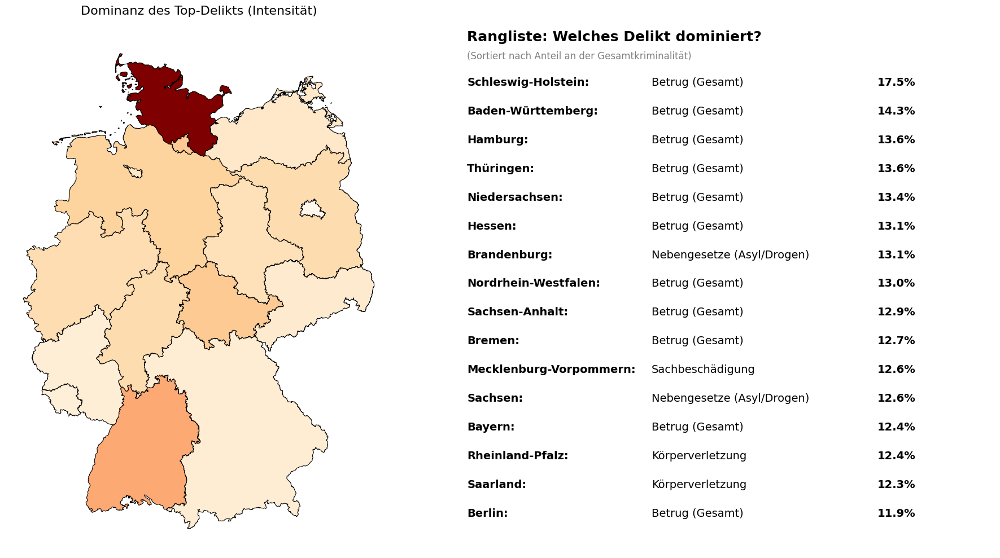 Dominanz des Top-Delikts (Intensität)
Rangliste: Welches Delikt dominiert?
(Sortiert nach Anteil an der Gesamtkriminalität)
Schleswig-Holstein: Betrug (Gesamt) 17.5%
Baden-Württemberg: Betrug (Gesamt) 14.3%
Hamburg: Betrug (Gesamt) 13.6%
Thüringen: Betrug (Gesamt) 13.6%
Niedersachsen: Betrug (Gesamt) 13.4%
Hessen: Betrug (Gesamt) 13.1%
Brandenburg: Nebengesetze (Asyl/Drogen) 13.1%
Nordrhein-Westfalen: Betrug (Gesamt) 13.0%
Sachsen-Anhalt: Betrug (Gesamt) 12.9%
Bremen: Betrug (Gesamt) 12.7%
Mecklenburg-Vorpommern: Sachbeschädigung 12.6%
Sachsen: Nebengesetze (Asyl/Drogen) 12.6%
Bayern: Betrug (Gesamt) 12.4%
Rheinland-Pfalz: Körperverletzung 12.4%
Saarland: Körperverletzung 12.3%
Berlin: Betrug (Gesamt) 11.9%